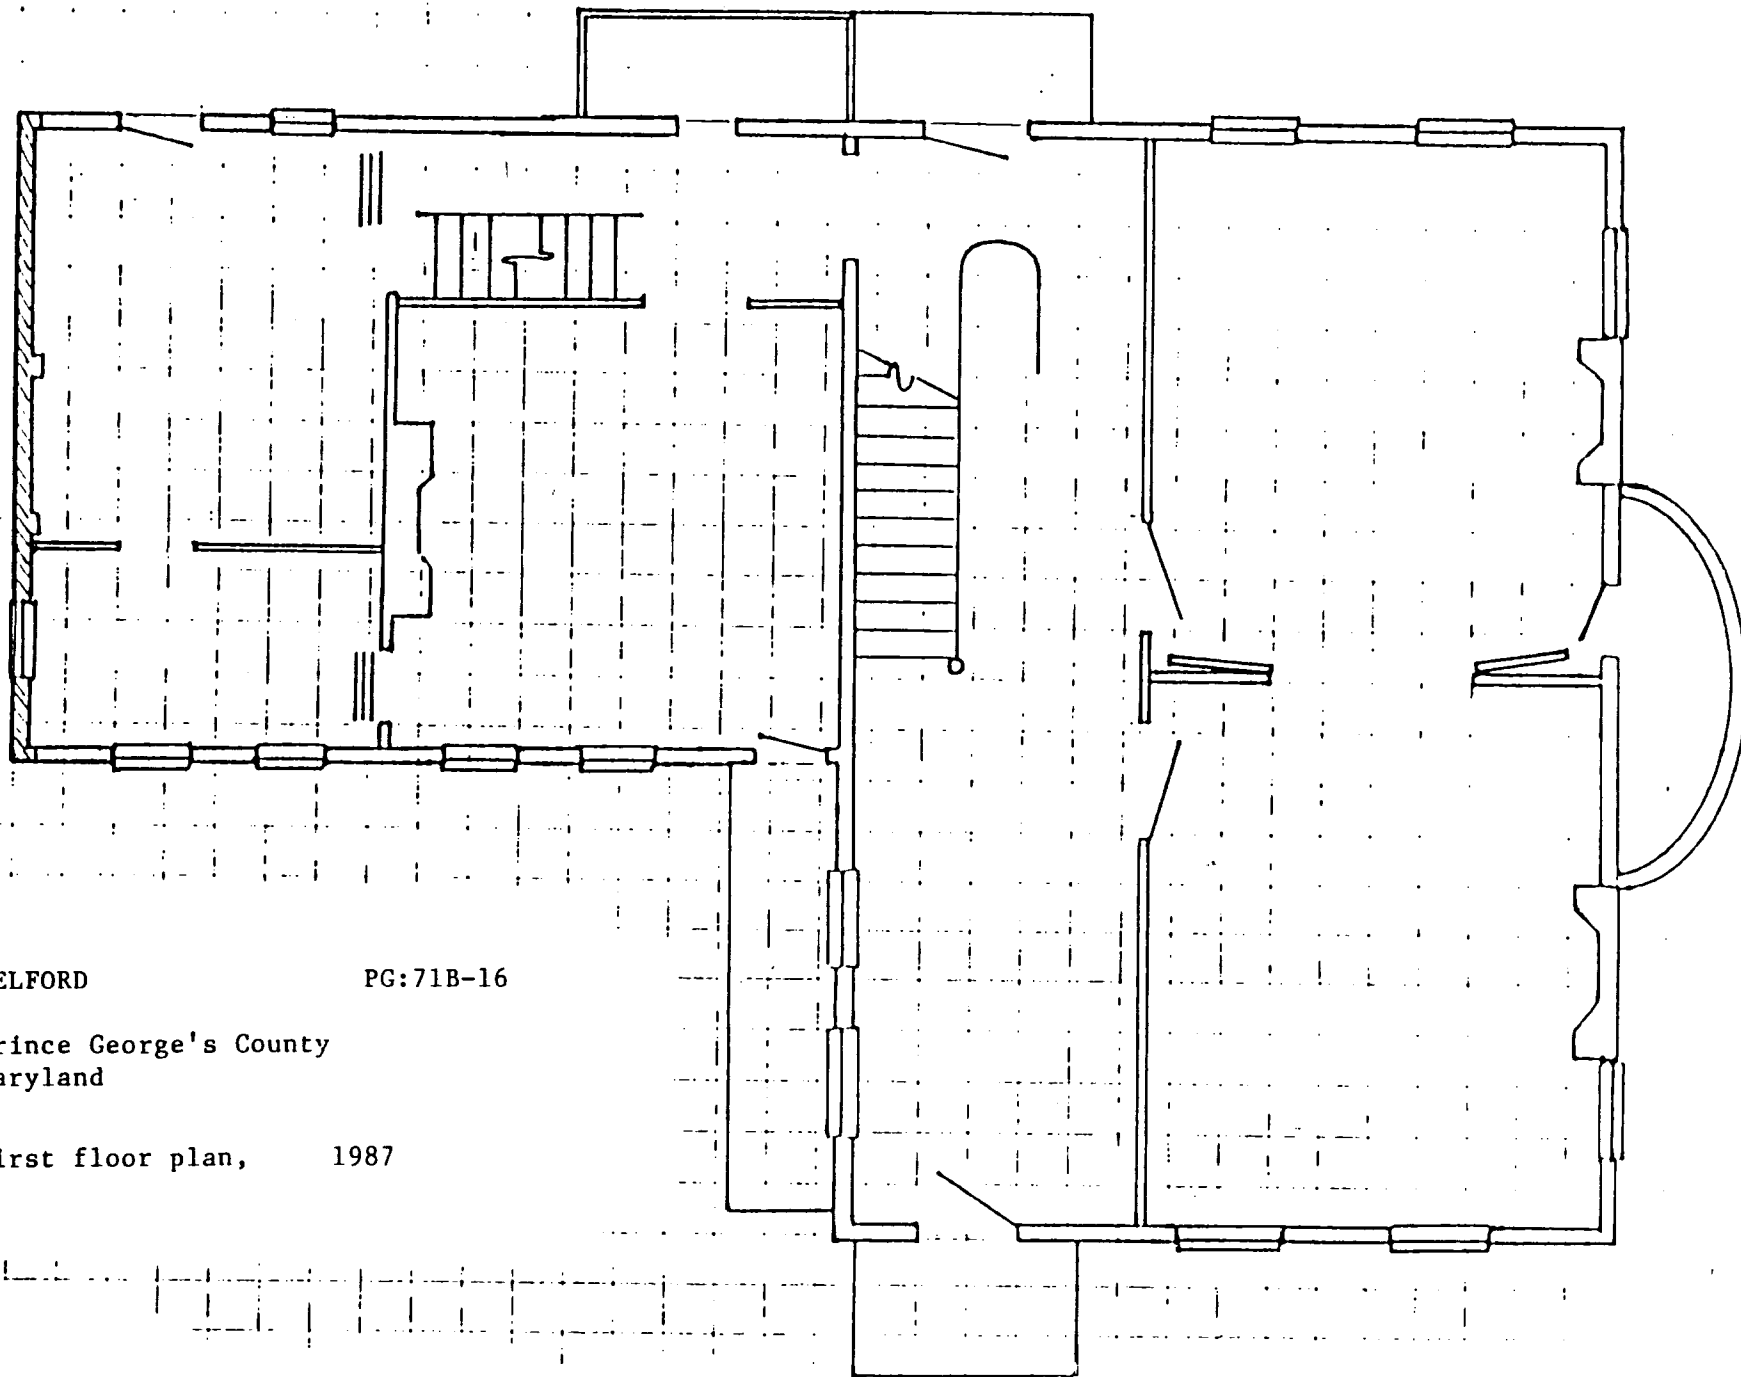 ELFORD PG:71B-16
rince George's County
aryland
irst floor plan, 1987